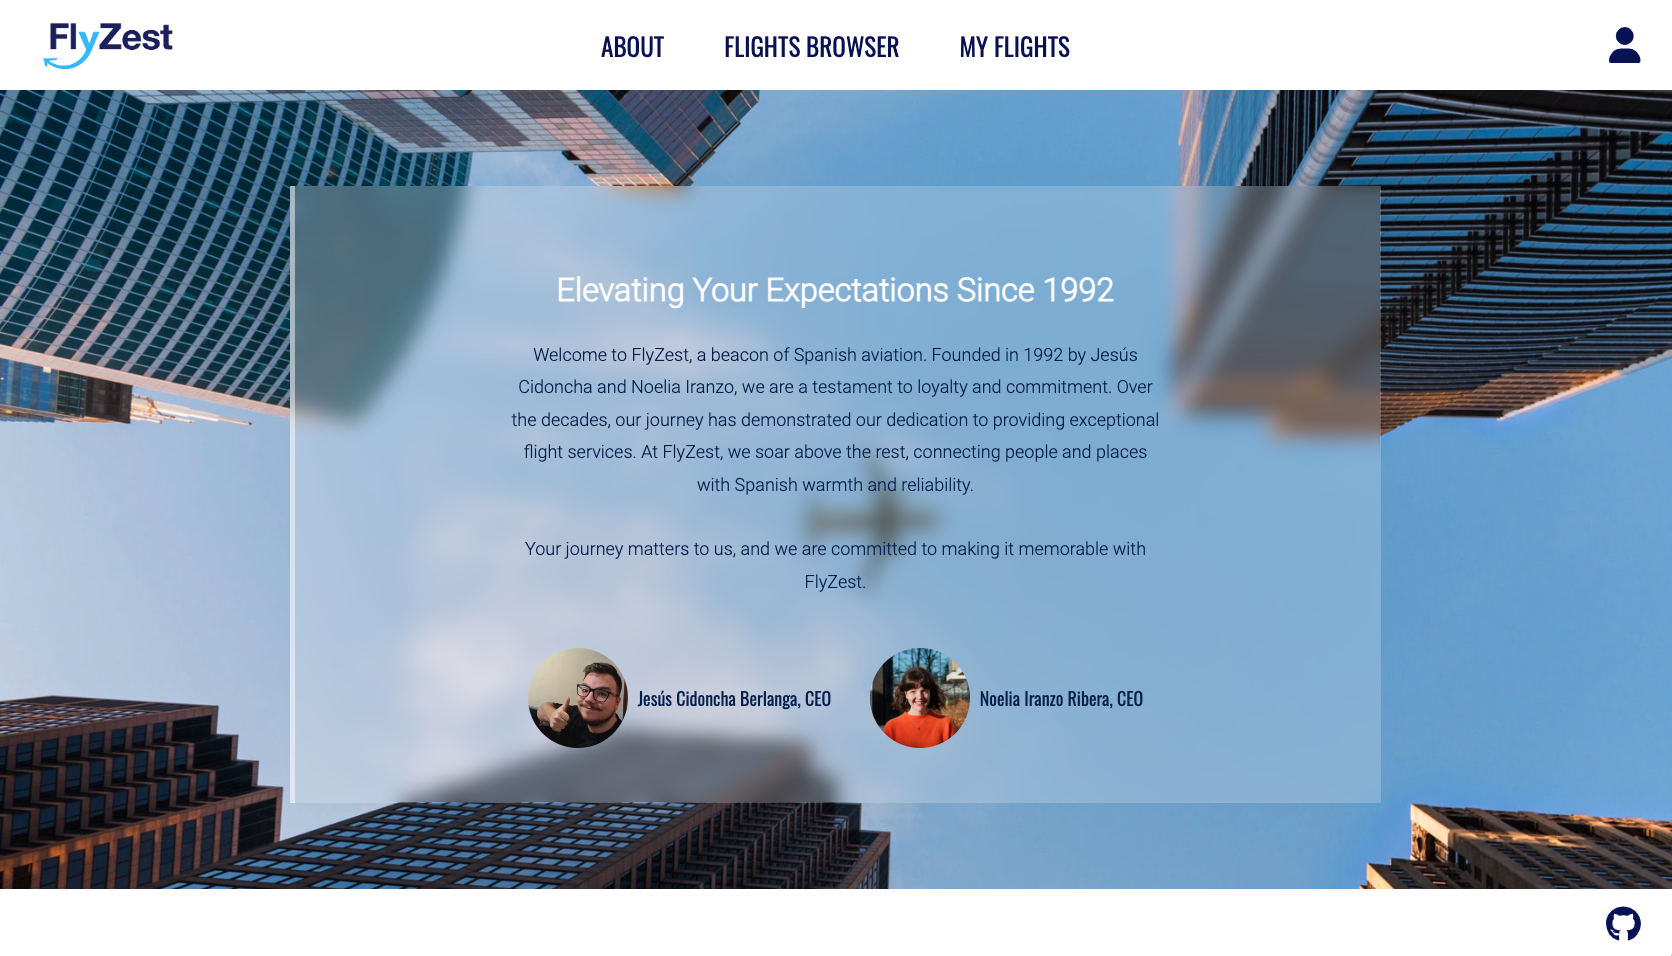 FlyZest
ABOUT
FLIGHTS BROWSER
MY FLIGHTS
Elevating Your Expectations Since 1992
Welcome to FlyZest, a beacon of Spanish aviation. Founded in 1992 by Jesús
Cidoncha and Noelia Iranzo, we are a testament to loyalty and commitment. Over
the decades, our journey has demonstrated our dedication to providing exceptional
flight services. At FlyZest, we soar above the rest, connecting people and places
with Spanish warmth and reliability.
Your journey matters to us, and we are committed to making it memorable with
FlyZest.
Jesús Cidoncha Berlanga, CEO
Noelia Iranzo Ribera, CEO